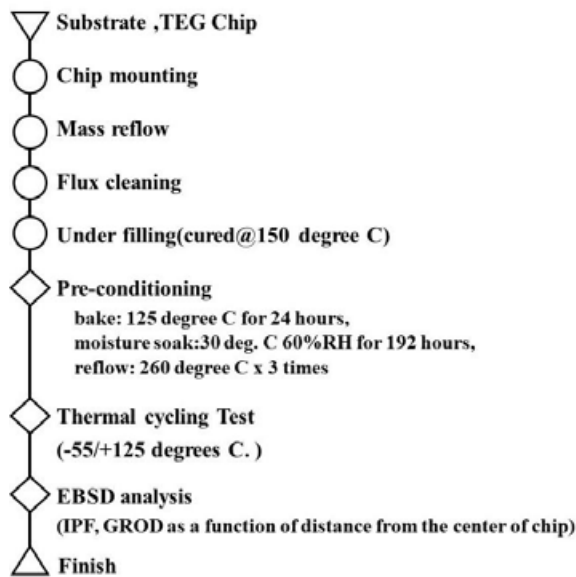 Substrate ,TEG Chip
Chip mounting
Mass reflow
Flux cleaning
Under filling(cured@150 degree C)
Pre-conditioning
bake: 125 degree C for 24 hours,
moisture soak:30 deg. C 60%RH for 192 hours,
reflow: 260 degree C x 3 times
Thermal cycling Test
(-55/+125 degrees C. )
EBSD analysis
(IPF, GROD as a function of distance from the center of chip)
Finish